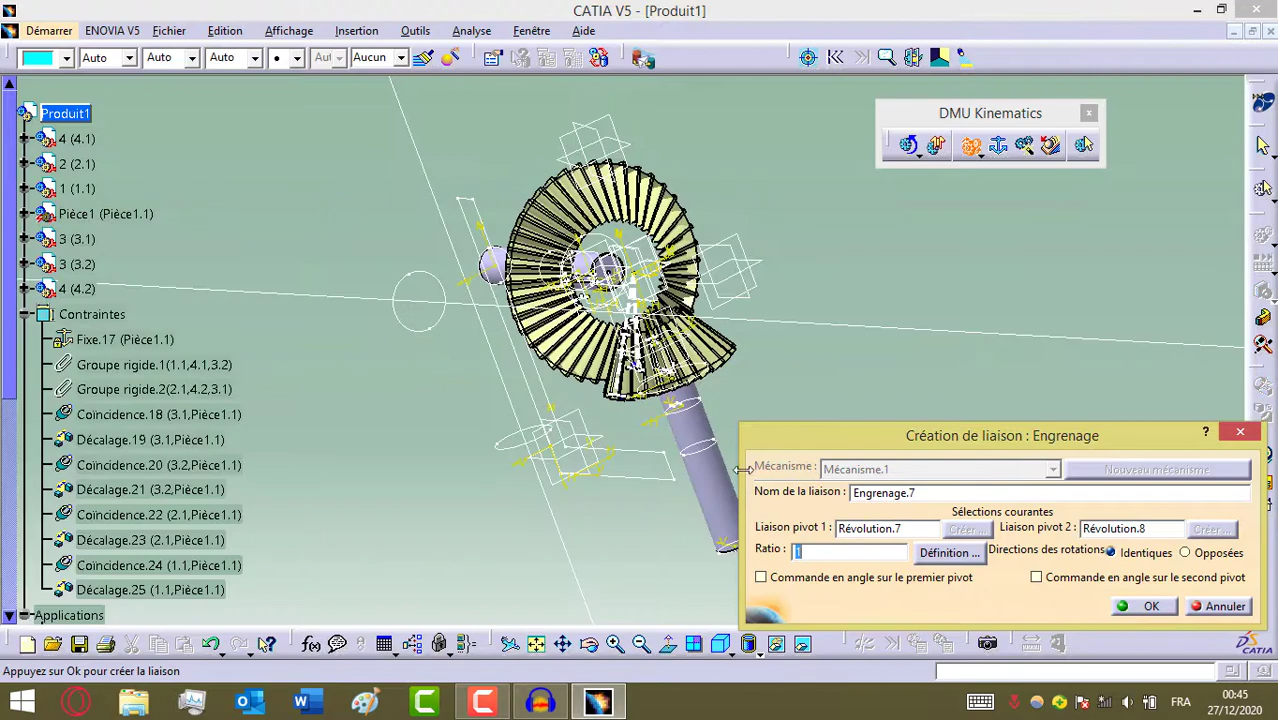 CATIA V5 - [Produit1]
Démarrer ENOVIA V5 Fichier Edition Affichage Insertion Outils Analyse Fenêtre Aide
Auto Auto Auto Aut Aucun
DMU Kinematics
Produit1
4 (4.1)
2 (2.1)
1 (1.1)
Pièce1 (Pièce1.1)
3 (3.1)
3 (3.2)
4 (4.2)
Contraintes
Fixe.17 (Pièce1.1)
Groupe rigide.1(1.1,4.1,3.2)
Groupe rigide.2(2.1,4.2,3.1)
Coïncidence.18 (3.1,Pièce1.1)
Décalage.19 (3.1,Pièce1.1)
Coïncidence.20 (3.2,Pièce1.1)
Décalage.21 (3.2,Pièce1.1)
Coïncidence.22 (2.1,Pièce1.1)
Décalage.23 (2.1,Pièce1.1)
Coïncidence.24 (1.1,Pièce1.1)
Décalage.25 (1.1,Pièce1.1)
Applications
Création de liaison : Engrenage
Mécanisme : Mécanisme.1 Nouveau mécanisme
Nom de la liaison : Engrenage.7
Sélections courantes
Liaison pivot 1 : Révolution.7 Créer ... Liaison pivot 2 : Révolution.8 Créer ...
Ratio : 1 Définition ... Directions des rotations Identiques Opposées
Commande en angle sur le premier pivot Commande en angle sur le second pivot
OK Annuler
Appuyez sur Ok pour créer la liaison
FRA 00:45
27/12/2020